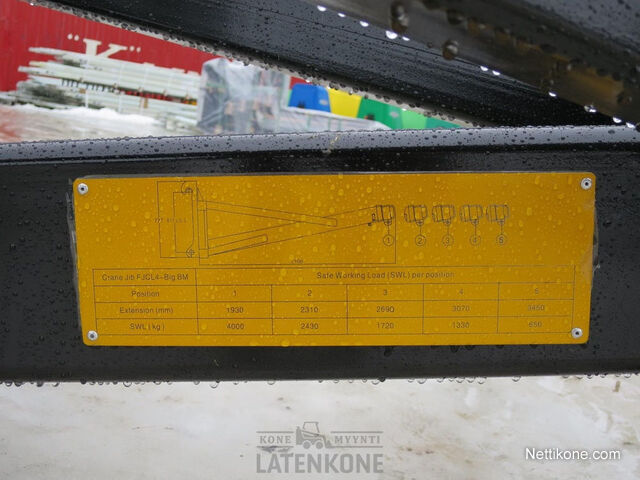 "K
1 2 3 4 5
Crane Jib FJCL4-Big BM Safe Working Load (SWL) per position
Position 1 2 3 4 5
Extension (mm) 1930 2310 2690 3070 3450
SWL (kg) 4000 2430 1720 1330 650
KONE MYYNTI
LATENKONE
Nettikone.com